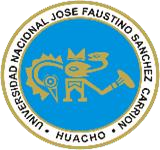 UNIVERSIDAD NACIONAL JOSE FAUSTINO SANCHEZ CARRION
• HUACHO •